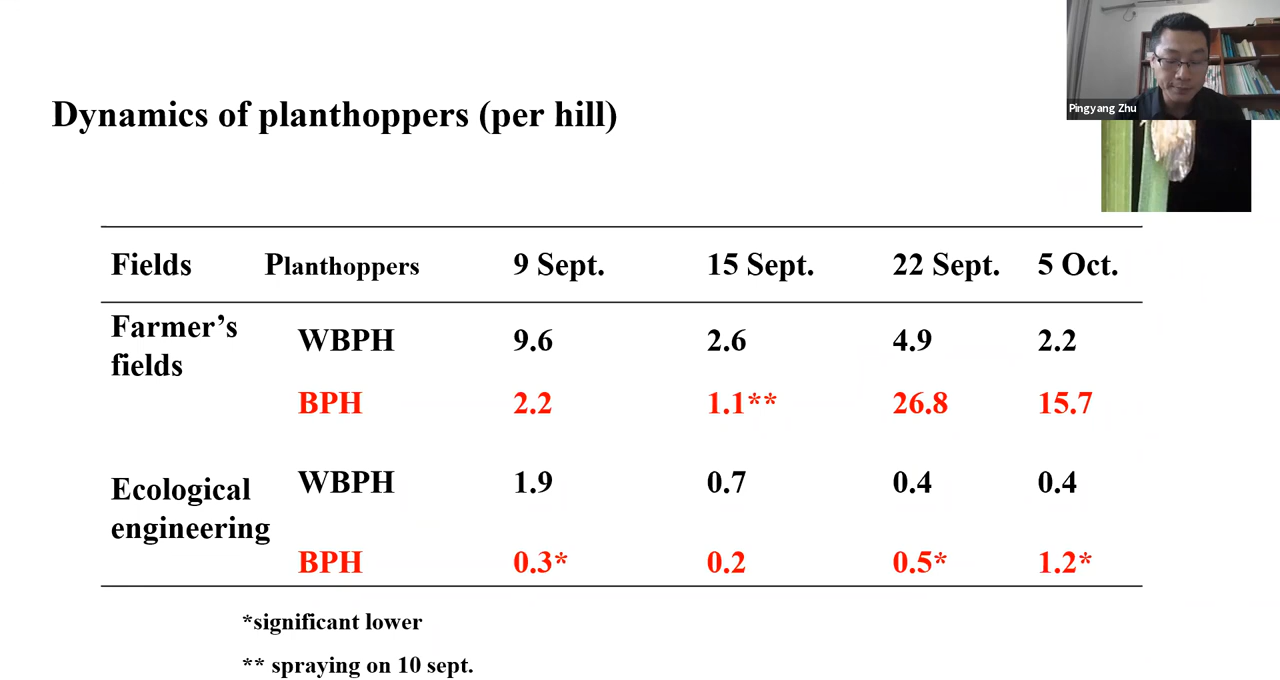 Pingyang Zhu
Dynamics of planthoppers (per hill)
Fields Planthoppers 9 Sept. 15 Sept. 22 Sept. 5 Oct.
Farmer's
fields
WBPH 9.6 2.6 4.9 2.2
BPH 2.2 1.1** 26.8 15.7
Ecological
engineering
WBPH 1.9 0.7 0.4 0.4
BPH 0.3* 0.2 0.5* 1.2*
*significant lower
** spraying on 10 sept.